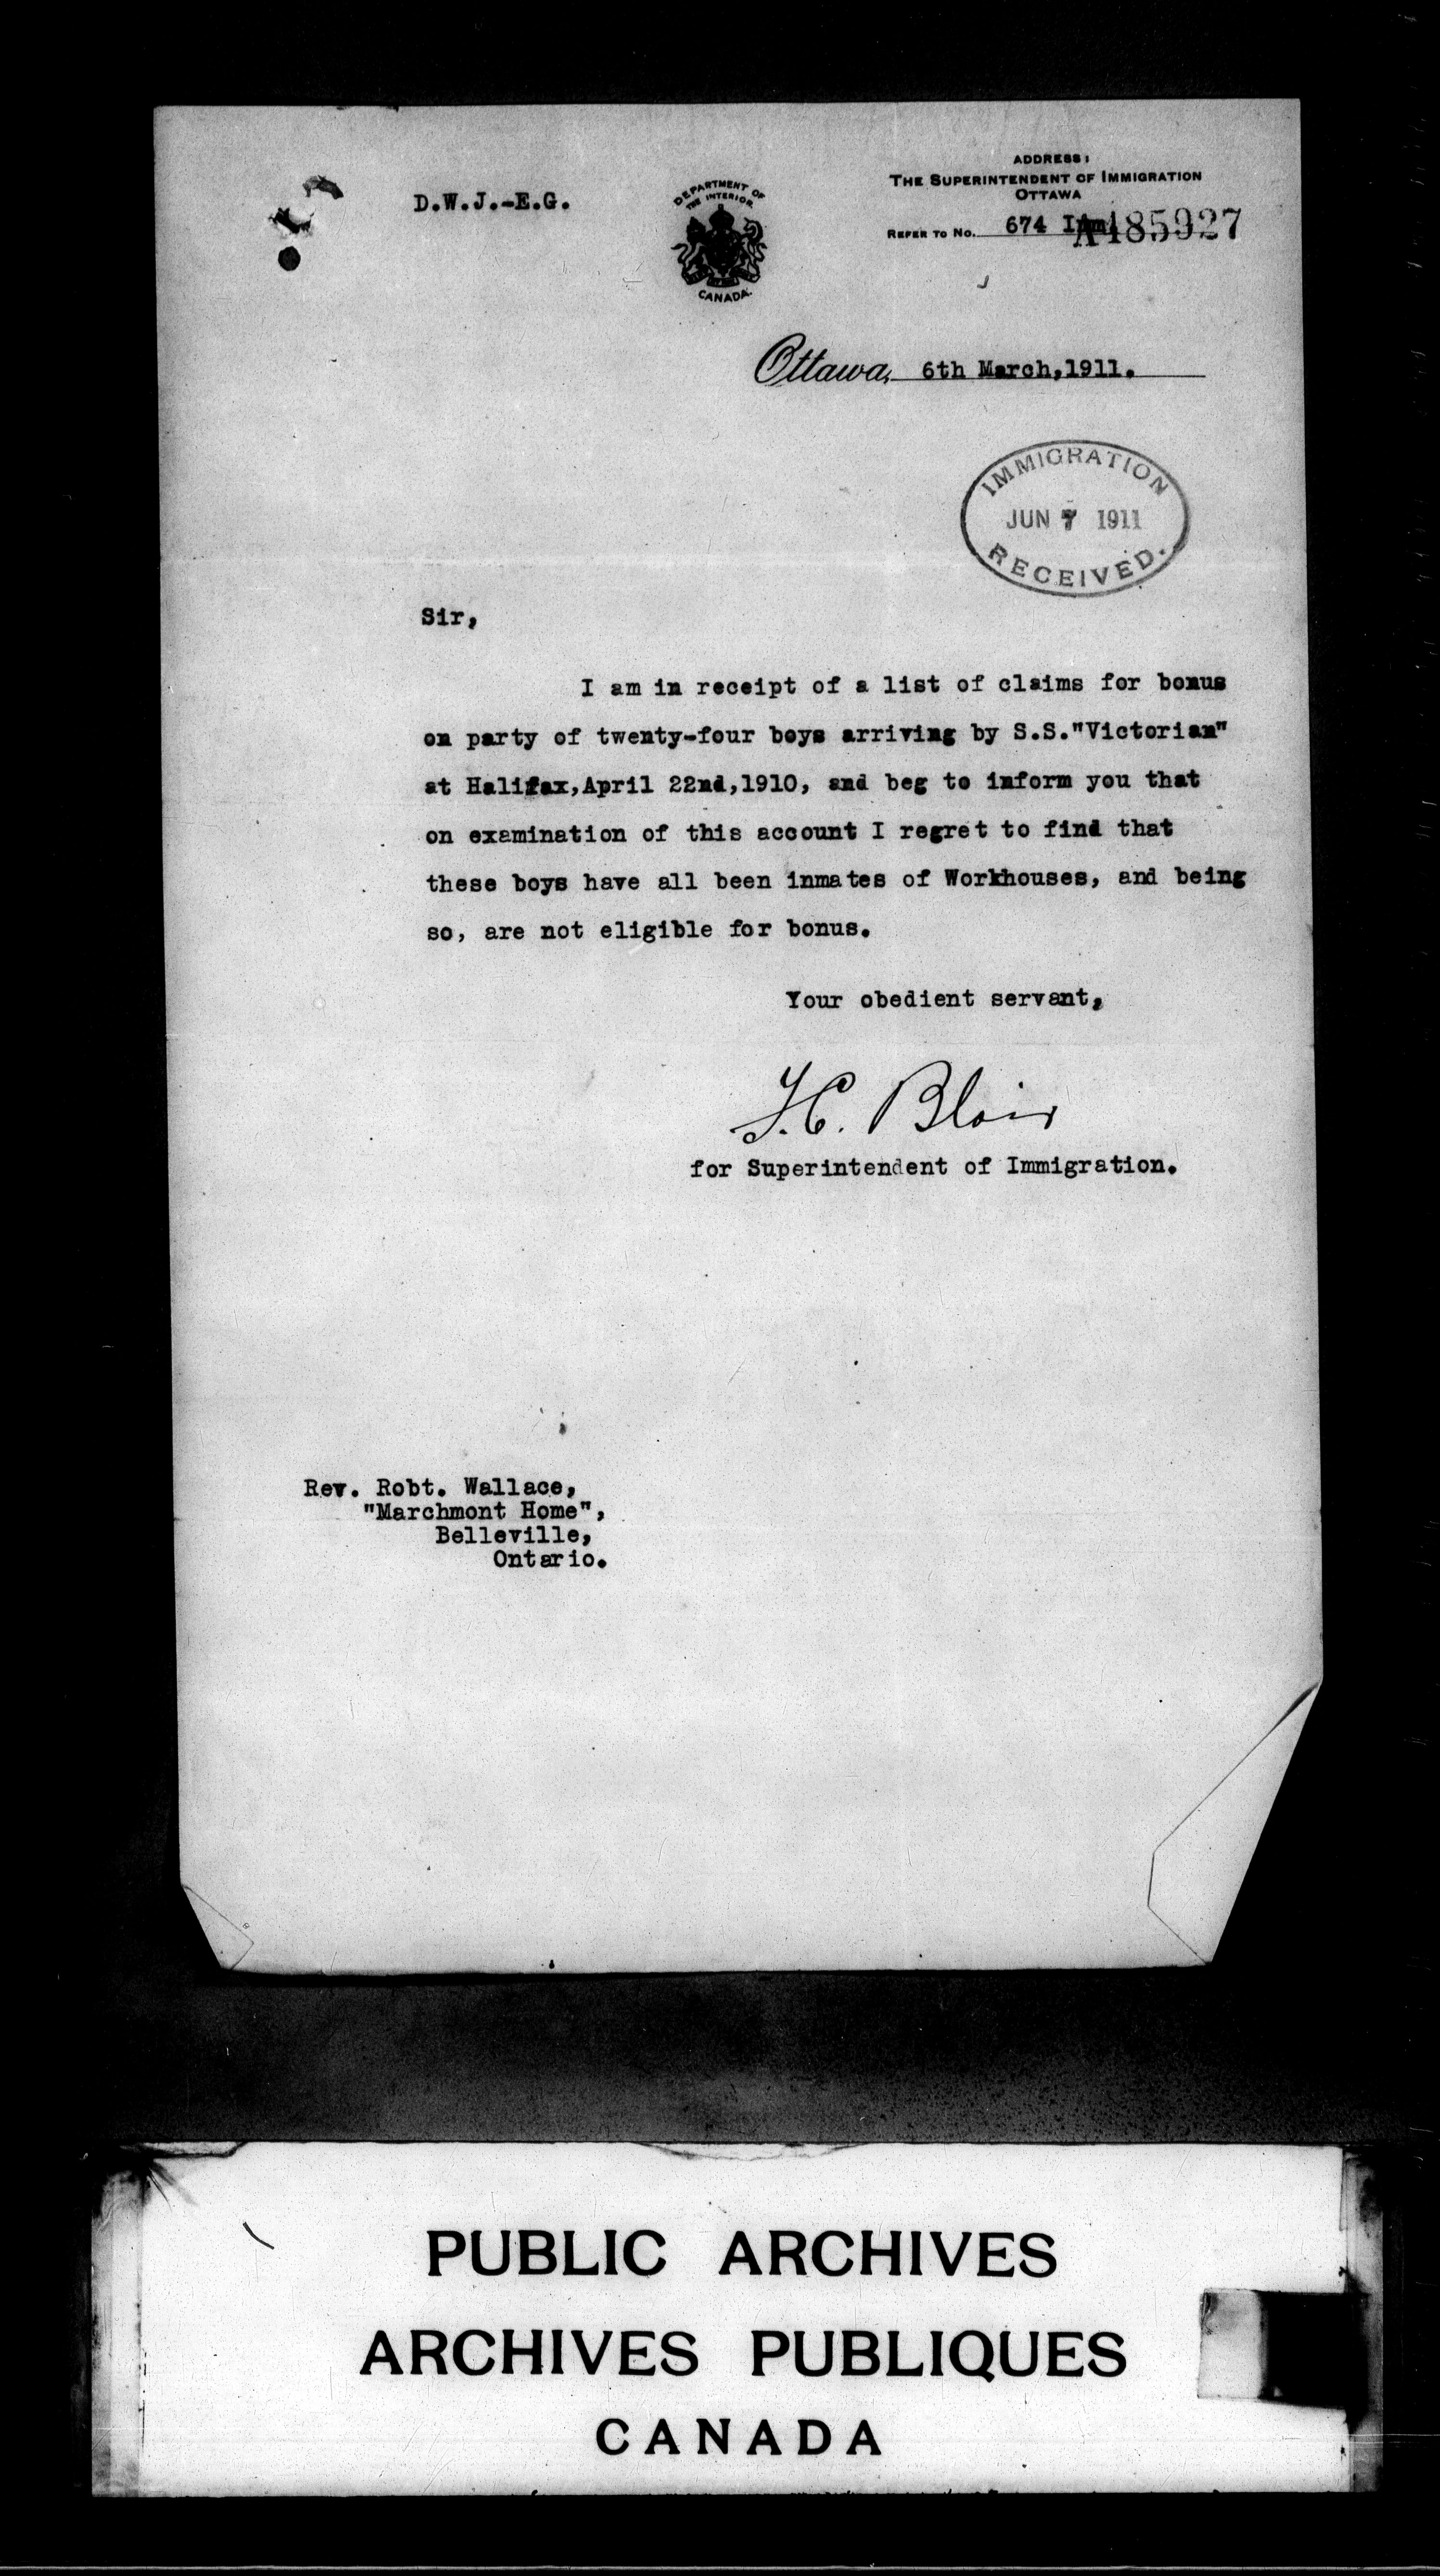 D.W.J.-E.G.
DEPARTMENT OF
THE INTERIOR
CANADA.
ADDRESS:
THE SUPERINTENDENT OF IMMIGRATION
OTTAWA
REFER TO No. 674 Imm.
A485927
Ottawa, 6th March,1911.
IMMIGRATION
JUN 7 1911
RECEIVED.
Sir,
I am in receipt of a list of claims for bonus
on party of twenty-four boys arriving by S.S."Victorian"
at Halifax,April 22nd,1910, and beg to inform you that
on examination of this account I regret to find that
these boys have all been inmates of Workhouses, and being
so, are not eligible for bonus.
Your obedient servant,
F.C. Blair
for Superintendent of Immigration.
Rev. Robt. Wallace,
"Marchmont Home",
Belleville,
Ontario.
PUBLIC ARCHIVES
ARCHIVES PUBLIQUES
CANADA